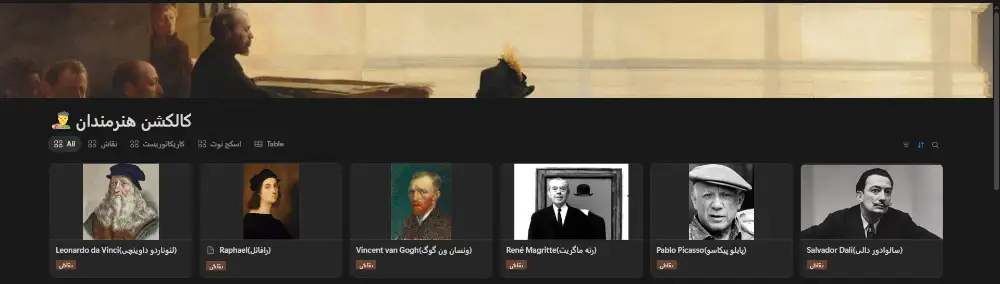 کالکشن هنرمندان
All نقاش کاریکاتوریست اسکچ نوت Table
Leonardo da Vinci(لئوناردو داوینچی)
نقاش
Raphael(رافائل)
نقاش
Vincent van Gogh(ونسان ون گوگ)
نقاش
René Magritte(رنه ماگریت)
نقاش
Pablo Picasso(پابلو پیکاسو)
نقاش
Salvador Dalí(سالوادور دالی)
نقاش